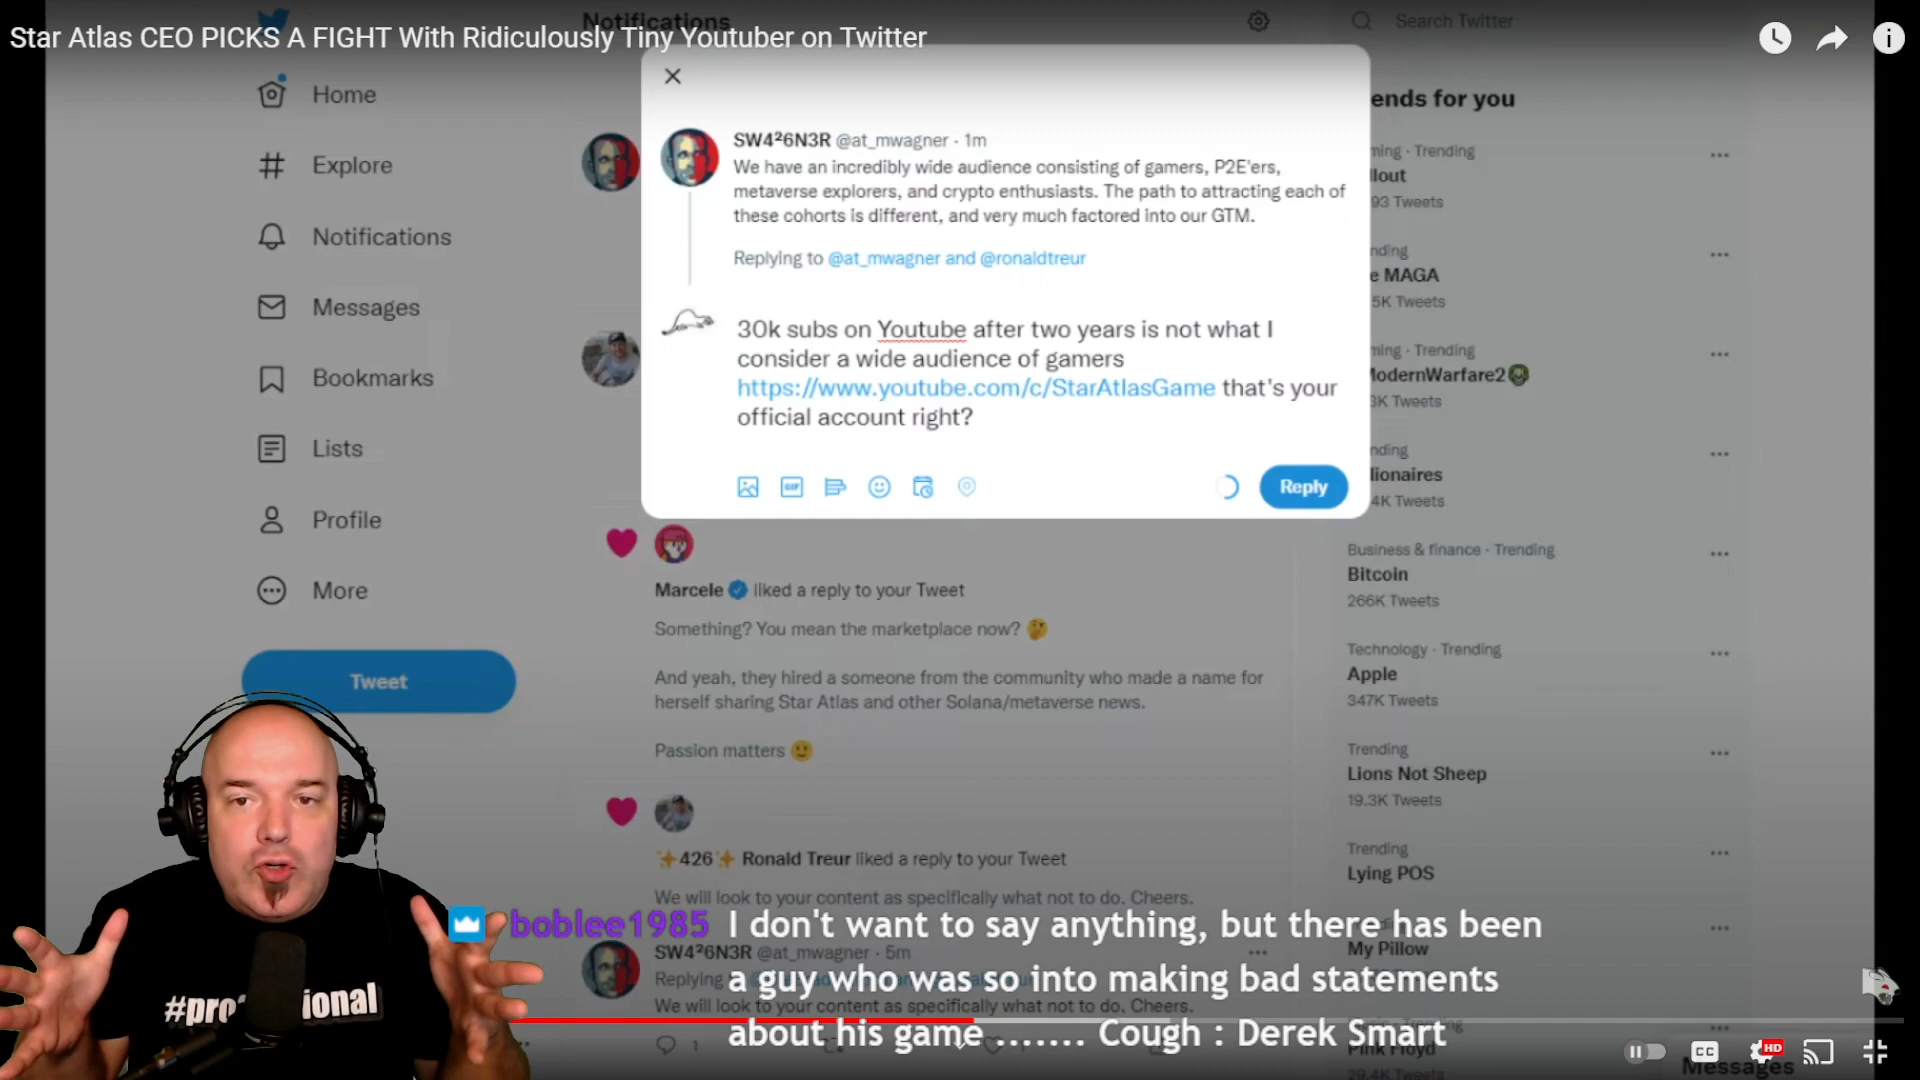 Notifications
Search Twitter
Star Atlas CEO PICKS A FIGHT With Ridiculously Tiny Youtuber on Twitter
Home
Explore
Notifications
Messages
Bookmarks
Lists
Profile
More
Tweet
SW4²6N3R @at_mwagner · 1m
We have an incredibly wide audience consisting of gamers, P2E'ers,
metaverse explorers, and crypto enthusiasts. The path to attracting each of
these cohorts is different, and very much factored into our GTM.
Replying to @at_mwagner and @ronaldtreur
30k subs on Youtube after two years is not what I
consider a wide audience of gamers
https://www.youtube.com/c/StarAtlasGame that's your
official account right?
GIF
Reply
Marcele liked a reply to your Tweet
Something? You mean the marketplace now? 🤔
And yeah, they hired a someone from the community who made a name for
herself sharing Star Atlas and other Solana/metaverse news.
Passion matters 🙂
✨426✨ Ronald Treur liked a reply to your Tweet
We will look to your content as specifically what not to do. Cheers.
SW4²6N3R @at_mwagner · 5m
Replying
We will look to your content as specifically what not to do. Cheers.
1
ends for you
ming · Trending
llout
93 Tweets
nding
e MAGA
5K Tweets
ming · Trending
ModernWarfare2
3K Tweets
nding
lionaires
4K Tweets
Business & finance · Trending
Bitcoin
266K Tweets
Technology · Trending
Apple
347K Tweets
Trending
Lions Not Sheep
19.3K Tweets
Trending
Lying POS
My Pillow
Pink Floyd
29.4K Tweets
Messages
boblee1985 I don't want to say anything, but there has been
a guy who was so into making bad statements
about his game ....... Cough : Derek Smart
#pro ional
CC
HD